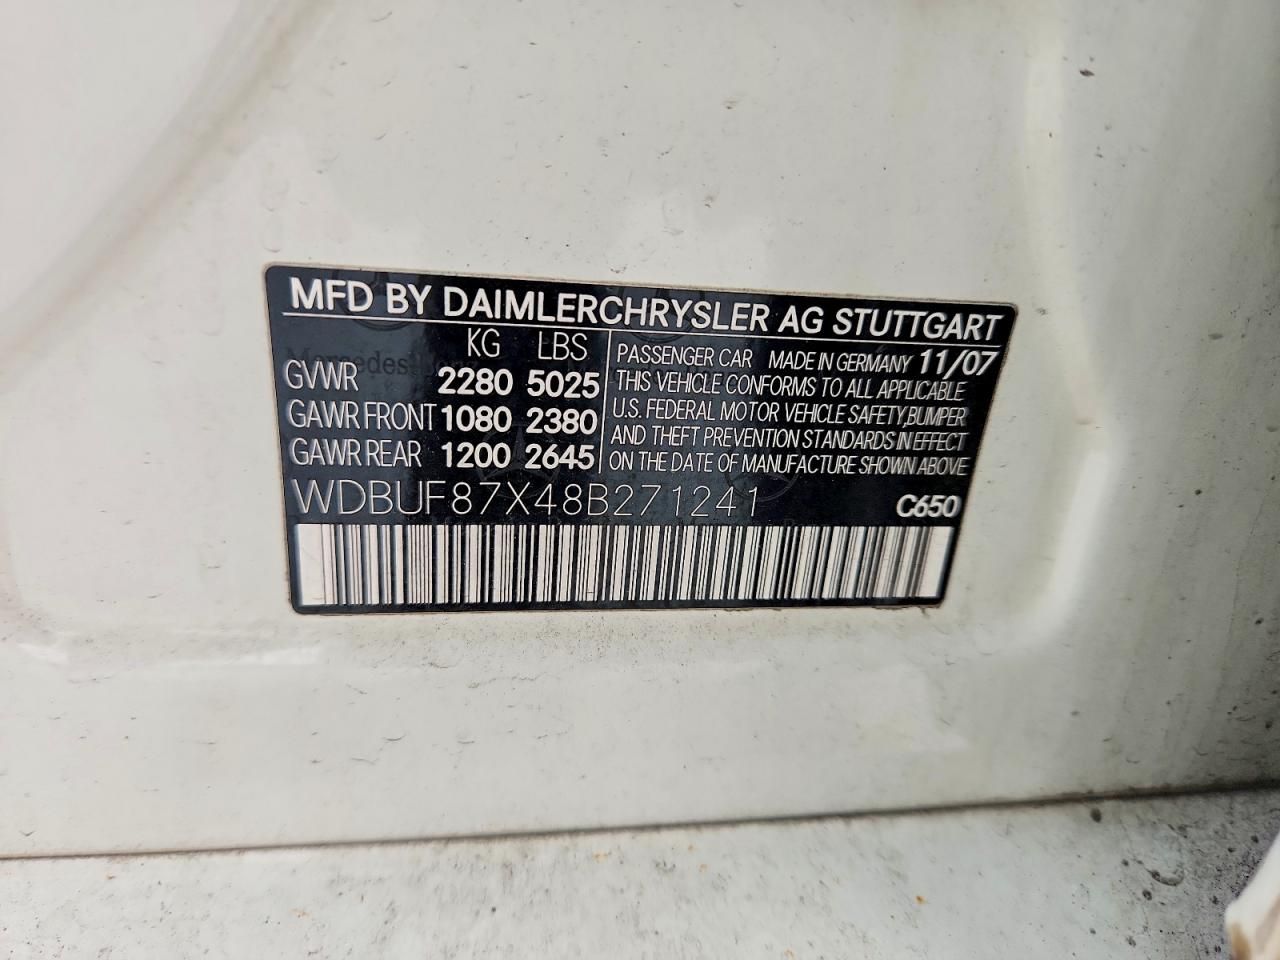 MFD BY DAIMLERCHRYSLER AG STUTTGART
KG LBS
GVWR 2280 5025
GAWR FRONT 1080 2380
GAWR REAR 1200 2645
PASSENGER CAR MADE IN GERMANY 11/07
THIS VEHICLE CONFORMS TO ALL APPLICABLE
U.S. FEDERAL MOTOR VEHICLE SAFETY,BUMPER
AND THEFT PREVENTION STANDARDS IN EFFECT
ON THE DATE OF MANUFACTURE SHOWN ABOVE
WDBUF87X48B271241 C650